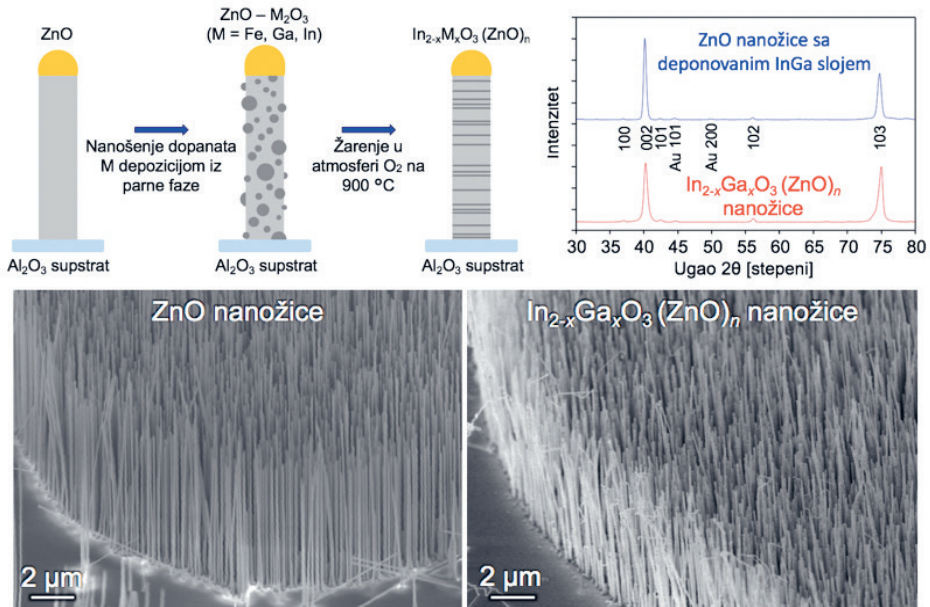 ZnO
Nanošenje dopanata
M depozicijom iz
parne faze
Al₂O₃ supstrat
ZnO – M₂O₃
(M = Fe, Ga, In)
Žarenje u
atmosferi O₂ na
900 °C
Al₂O₃ supstrat
In₂₋ₓMₓO₃ (ZnO)ₙ
Al₂O₃ supstrat
Intenzitet
ZnO nanožice sa
deponovanim InGa slojem
100
002
101
Au 101
Au 200
102
103
In₂₋ₓGaₓO₃ (ZnO)ₙ
nanožice
30 35 40 45 50 55 60 65 70 75 80
Ugao 2θ [stepeni]
ZnO nanožice
2 µm
In₂₋ₓGaₓO₃ (ZnO)ₙ nanožice
2 µm